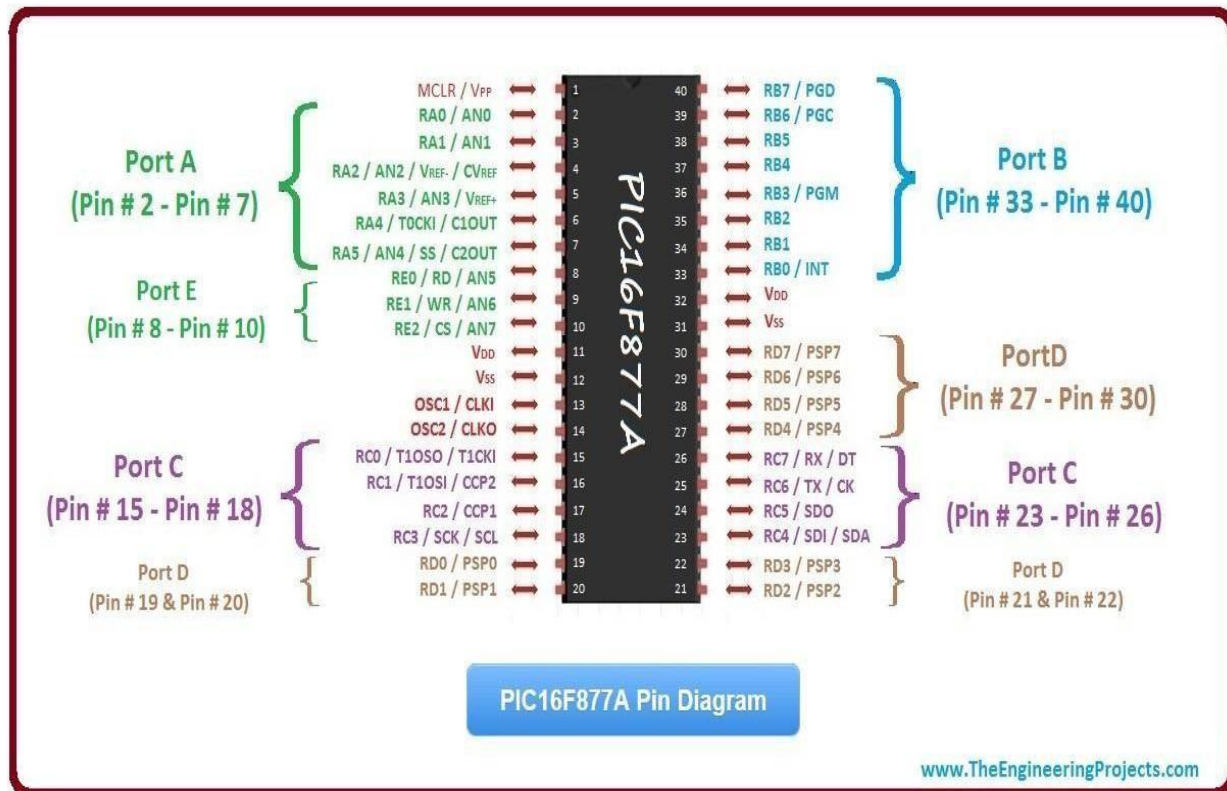 MCLR / VPP
RA0 / AN0
RA1 / AN1
RA2 / AN2 / VREF- / CVREF
RA3 / AN3 / VREF+
RA4 / T0CKI / C1OUT
RA5 / AN4 / SS / C2OUT
RE0 / RD / AN5
RE1 / WR / AN6
RE2 / CS / AN7
VDD
VSS
OSC1 / CLKI
OSC2 / CLKO
RC0 / T1OSO / T1CKI
RC1 / T1OSI / CCP2
RC2 / CCP1
RC3 / SCK / SCL
RD0 / PSP0
RD1 / PSP1
Port A
(Pin # 2 - Pin # 7)
Port E
(Pin # 8 - Pin # 10)
Port C
(Pin # 15 - Pin # 18)
Port D
(Pin # 19 & Pin # 20)
1
2
3
4
5
6
7
8
9
10
11
12
13
14
15
16
17
18
19
20
PIC16F877A
40
39
38
37
36
35
34
33
32
31
30
29
28
27
26
25
24
23
22
21
RB7 / PGD
RB6 / PGC
RB5
RB4
RB3 / PGM
RB2
RB1
RB0 / INT
VDD
VSS
RD7 / PSP7
RD6 / PSP6
RD5 / PSP5
RD4 / PSP4
RC7 / RX / DT
RC6 / TX / CK
RC5 / SDO
RC4 / SDI / SDA
RD3 / PSP3
RD2 / PSP2
Port B
(Pin # 33 - Pin # 40)
PortD
(Pin # 27 - Pin # 30)
Port C
(Pin # 23 - Pin # 26)
Port D
(Pin # 21 & Pin # 22)
PIC16F877A Pin Diagram
www.TheEngineeringProjects.com